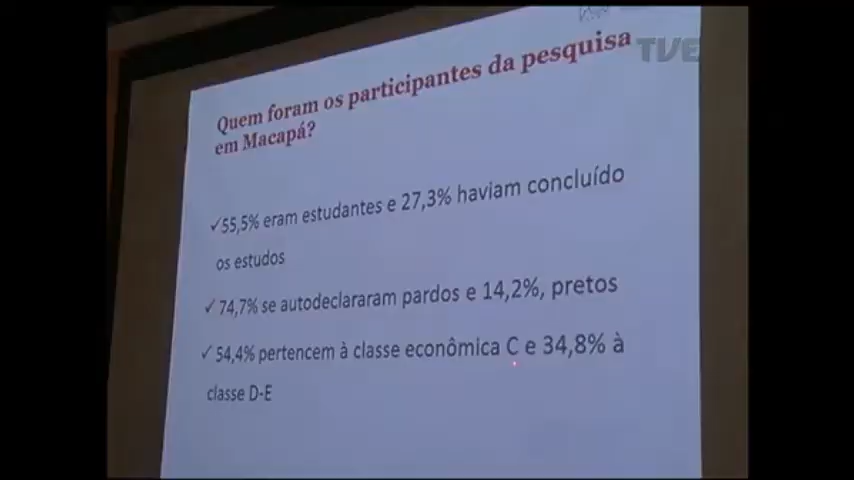 TVE
Quem foram os participantes da pesquisa
em Macapá?
✓55,5% eram estudantes e 27,3% haviam concluído
os estudos
✓ 74,7% se autodeclararam pardos e 14,2%, pretos
✓ 54,4% pertencem à classe econômica C e 34,8% à
classe D-E